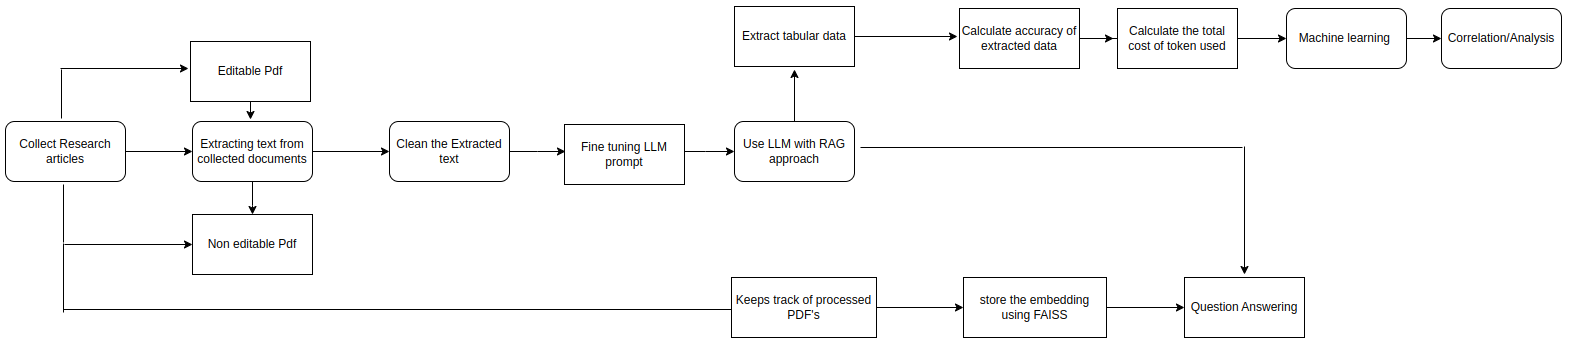 Collect Research
articles
Editable Pdf
Extracting text from
collected documents
Non editable Pdf
Clean the Extracted
text
Fine tuning LLM
prompt
Use LLM with RAG
approach
Extract tabular data
Calculate accuracy of
extracted data
Calculate the total
cost of token used
Machine learning
Correlation/Analysis
Keeps track of processed
PDF's
store the embedding
using FAISS
Question Answering